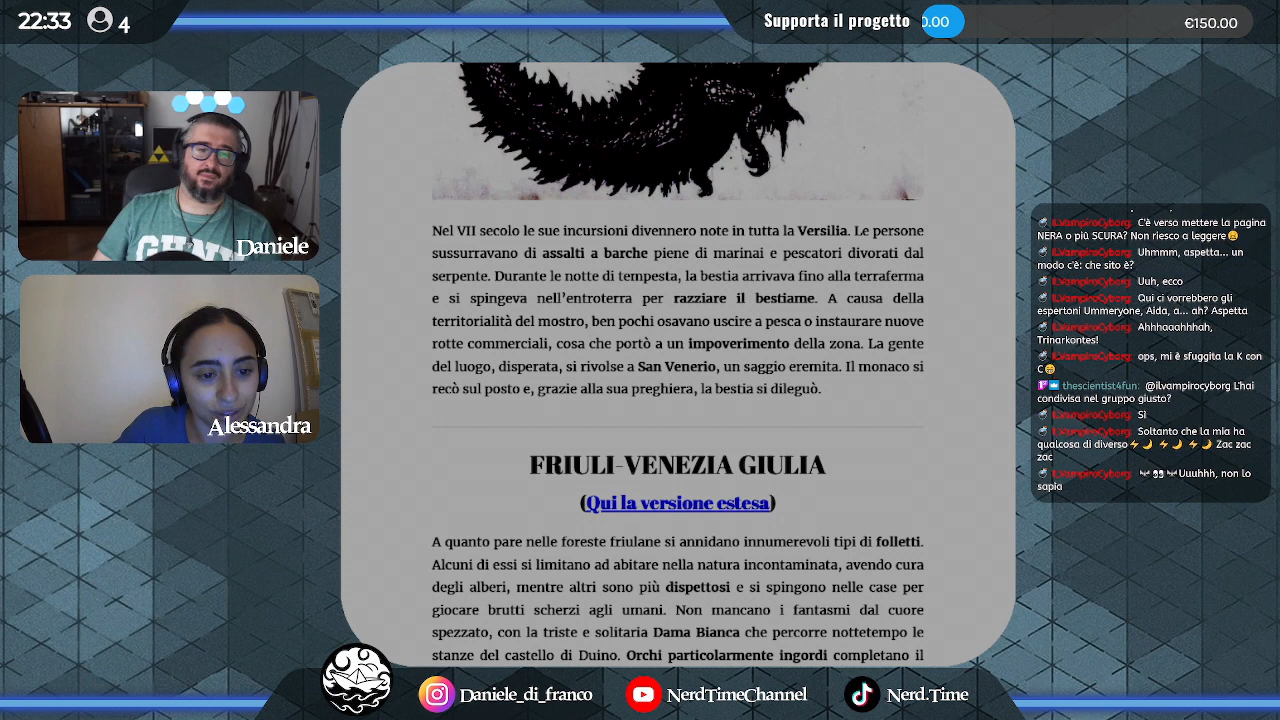 22:33
4
Supporta il progetto
0.00
€150.00
Daniele
Alessandra
Nel VII secolo le sue incursioni divennero note in tutta la Versilia. Le persone
sussurravano di assalti a barche piene di marinai e pescatori divorati dal
serpente. Durante le notte di tempesta, la bestia arrivava fino alla terraferma
e si spingeva nell’entroterra per razziare il bestiame. A causa della
territorialità del mostro, ben pochi osavano uscire a pesca o instaurare nuove
rotte commerciali, cosa che portò a un impoverimento della zona. La gente
del luogo, disperata, si rivolse a San Venerio, un saggio eremita. Il monaco si
recò sul posto e, grazie alla sua preghiera, la bestia si dileguò.
FRIULI-VENEZIA GIULIA
(Qui la versione estesa)
A quanto pare nelle foreste friulane si annidano innumerevoli tipi di folletti.
Alcuni di essi si limitano ad abitare nella natura incontaminata, avendo cura
degli alberi, mentre altri sono più dispettosi e si spingono nelle case per
giocare brutti scherzi agli umani. Non mancano i fantasmi dal cuore
spezzato, con la triste e solitaria Dama Bianca che percorre nottetempo le
stanze del castello di Duino. Orchi particolarmente ingordi completano il
ILVampiroCyborg: C'è verso mettere la pagina
NERA o più SCURA? Non riesco a leggere
ILVampiroCyborg: Uhmmm, aspetta... un
modo c'è: che sito è?
ILVampiroCyborg: Uuh, ecco
ILVampiroCyborg: Qui ci vorrebbero gli
espertoni Ummeryone, Aida, a... ah? Aspetta
ILVampiroCyborg: Ahhhaaahhhah,
Trinarkontes!
ILVampiroCyborg: ops, mi è sfuggita la K con
C
thescientist4fun: @ilvampirocyborg L'hai
condivisa nel gruppo giusto?
ILVampiroCyborg: Sì
ILVampiroCyborg: Soltanto che la mia ha
qualcosa di diverso⚡🌙 ⚡🌙 ⚡🌙 Zac zac
zac
ILVampiroCyborg: Uuuhhh, non lo
sapia
Daniele_di_franco
NerdTimeChannel
Nerd.Time